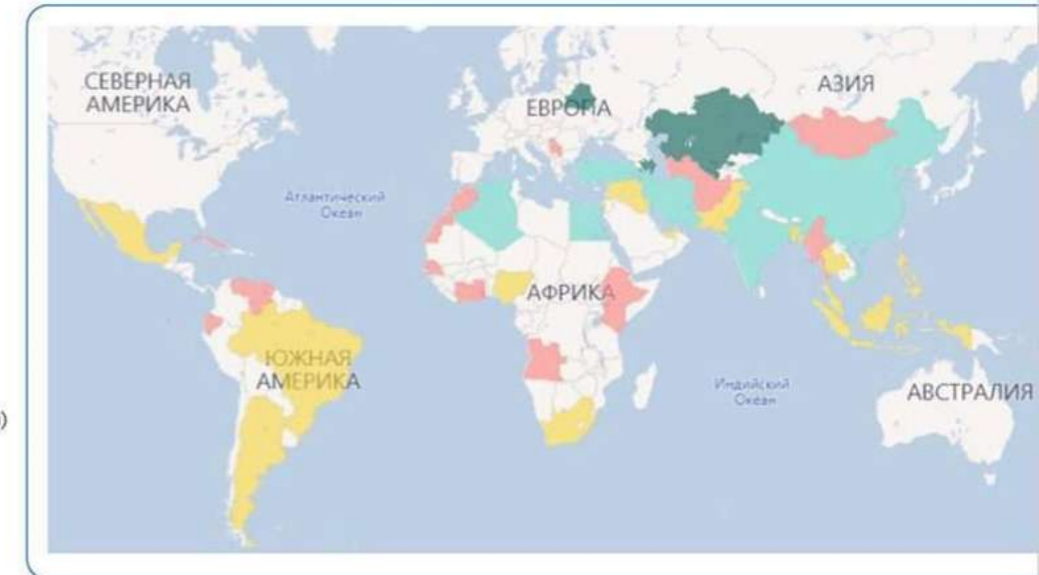 СЕВЕРНАЯ
АМЕРИКА
ЕВРОПА
АЗИЯ
Атлантический
Океан
АФРИКА
ЮЖНАЯ
АМЕРИКА
Индийский
Океан
АВСТРАЛИЯ
)